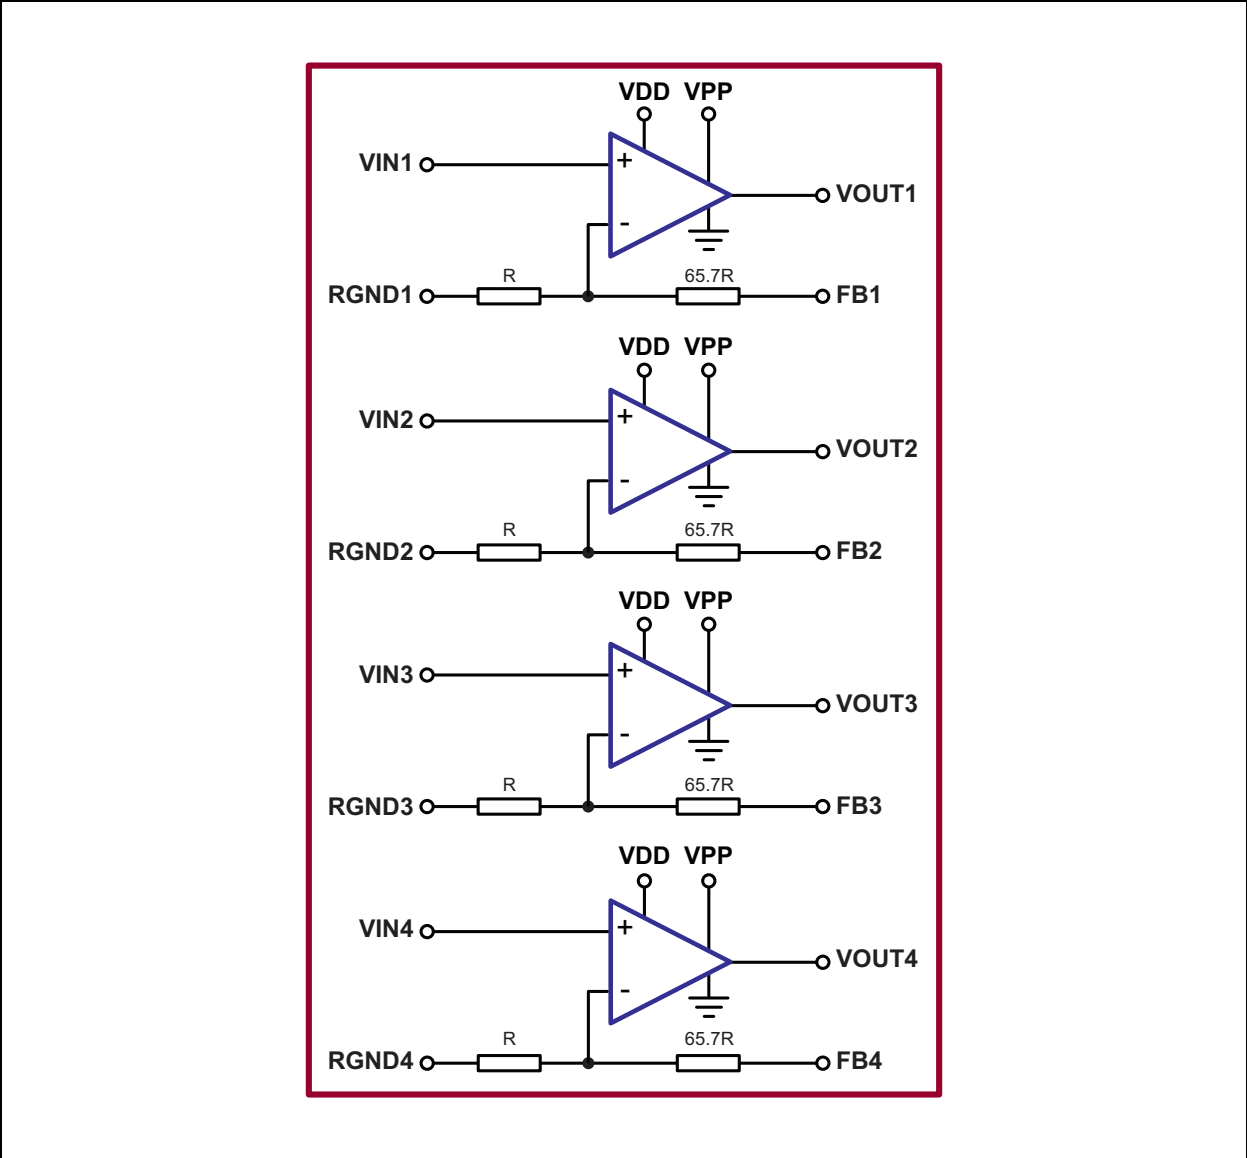 VDD VPP
VIN1
+
VOUT1
-
R
65.7R
RGND1
FB1
VDD VPP
VIN2
+
VOUT2
-
R
65.7R
RGND2
FB2
VDD VPP
VIN3
+
VOUT3
-
R
65.7R
RGND3
FB3
VDD VPP
VIN4
+
VOUT4
-
R
65.7R
RGND4
FB4